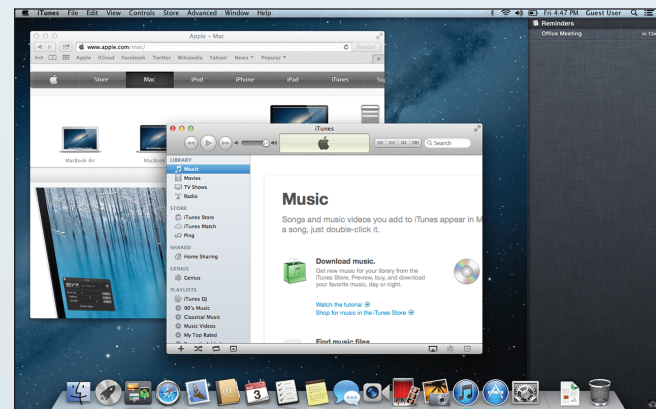 iTunes File Edit View Controls Store Advanced Window Help
Fri 4:47 PM Guest User
Reminders
Office Meeting
Apple – Mac
www.apple.com/mac/
Reader
Apple iCloud Facebook Twitter Wikipedia Yahoo! News Popular
Store Mac iPod iPhone iPad iTunes Sup
MacBook Air MacBook
iTunes
Search
LIBRARY
Music
Movies
TV Shows
Radio
STORE
iTunes Store
iTunes Match
Ping
SHARED
Home Sharing
GENIUS
Genius
PLAYLISTS
iTunes DJ
90's Music
Classical Music
Music Videos
My Top Rated
Music
Songs and music videos you add to iTunes appear in M
a song, just double-click it.
Download music.
Get new music for your library from the
iTunes Store. Preview, buy, and download
your favorite music, day or night.
Watch the tutorial
Shop for music in the iTunes Store
Find music files
3